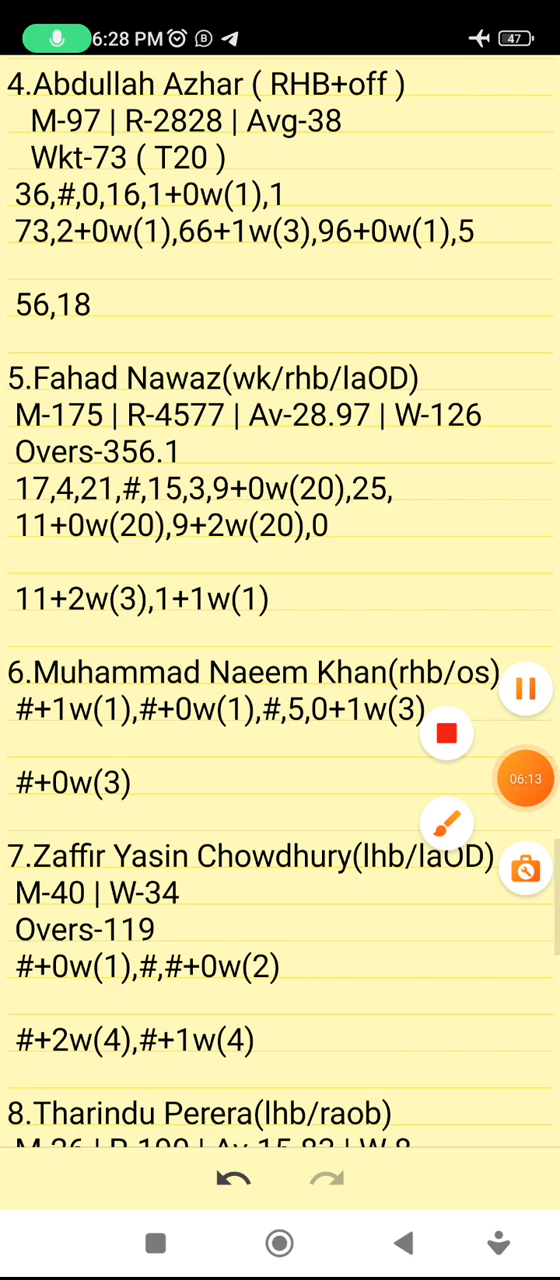 6:28 PM
47
4.Abdullah Azhar ( RHB+off )
M-97 | R-2828 | Avg-38
Wkt-73 ( T20 )
36,#,0,16,1+0w(1),1
73,2+0w(1),66+1w(3),96+0w(1),5
56,18
5.Fahad Nawaz(wk/rhb/laOD)
M-175 | R-4577 | Av-28.97 | W-126
Overs-356.1
17,4,21,#,15,3,9+0w(20),25,
11+0w(20),9+2w(20),0
11+2w(3),1+1w(1)
6.Muhammad Naeem Khan(rhb/os)
#+1w(1),#+0w(1),#,5,0+1w(3)
06:13
#+0w(3)
7.Zaffir Yasin Chowdhury(lhb/laOD)
M-40 | W-34
Overs-119
#+0w(1),#,#+0w(2)
#+2w(4),#+1w(4)
8.Tharindu Perera(lhb/raob)